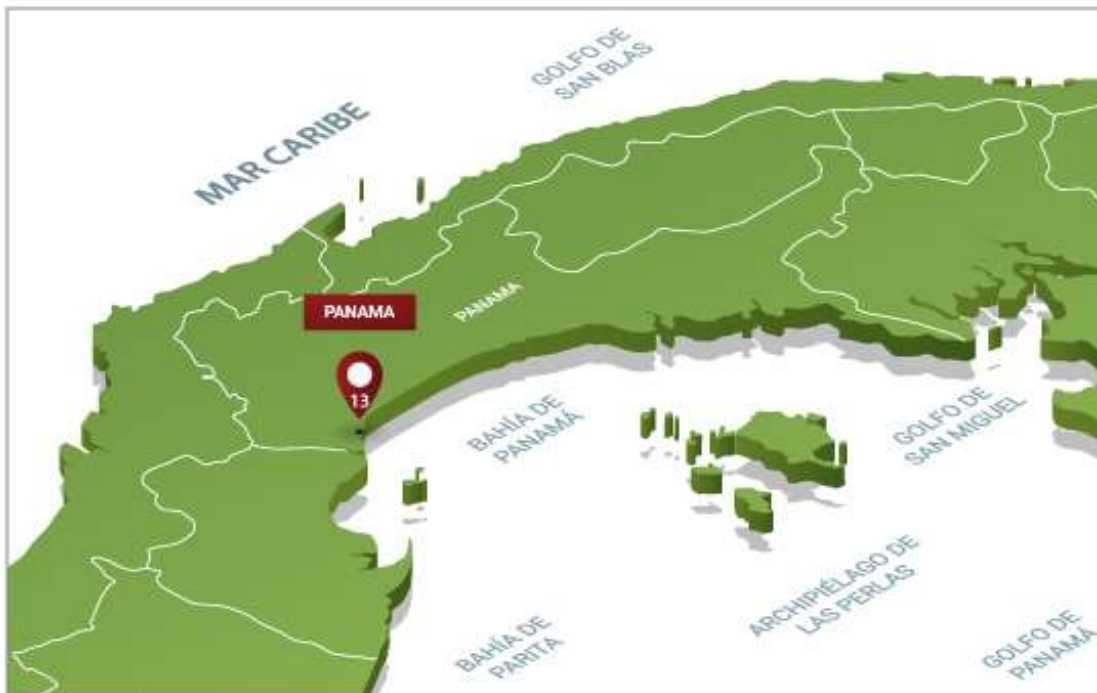 GOLFO DE
SAN BLAS
MAR CARIBE
PANAMA
PANAMA
13
BAHÍA DE
PANAMÁ
GOLFO DE
SAN MIGUEL
ARCHIPIÉLAGO DE
LAS PERLAS
BAHÍA DE
PARITA
GOLFO DE
PANAMÁ